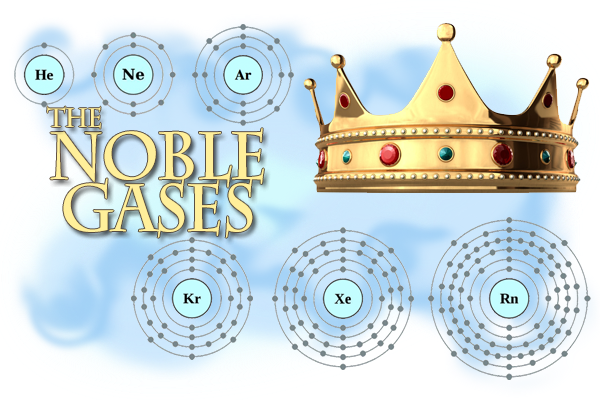 He Ne Ar
THE
NOBLE
GASES
Kr Xe Rn